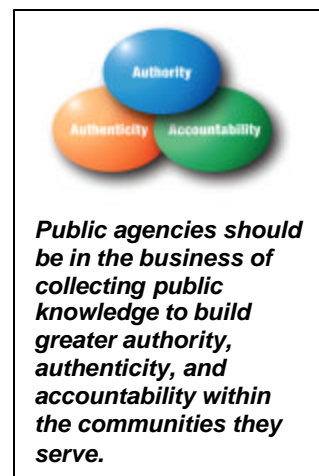 Authority
Authenticity Accountability
Public agencies should
be in the business of
collecting public
knowledge to build
greater authority,
authenticity, and
accountability within
the communities they
serve.